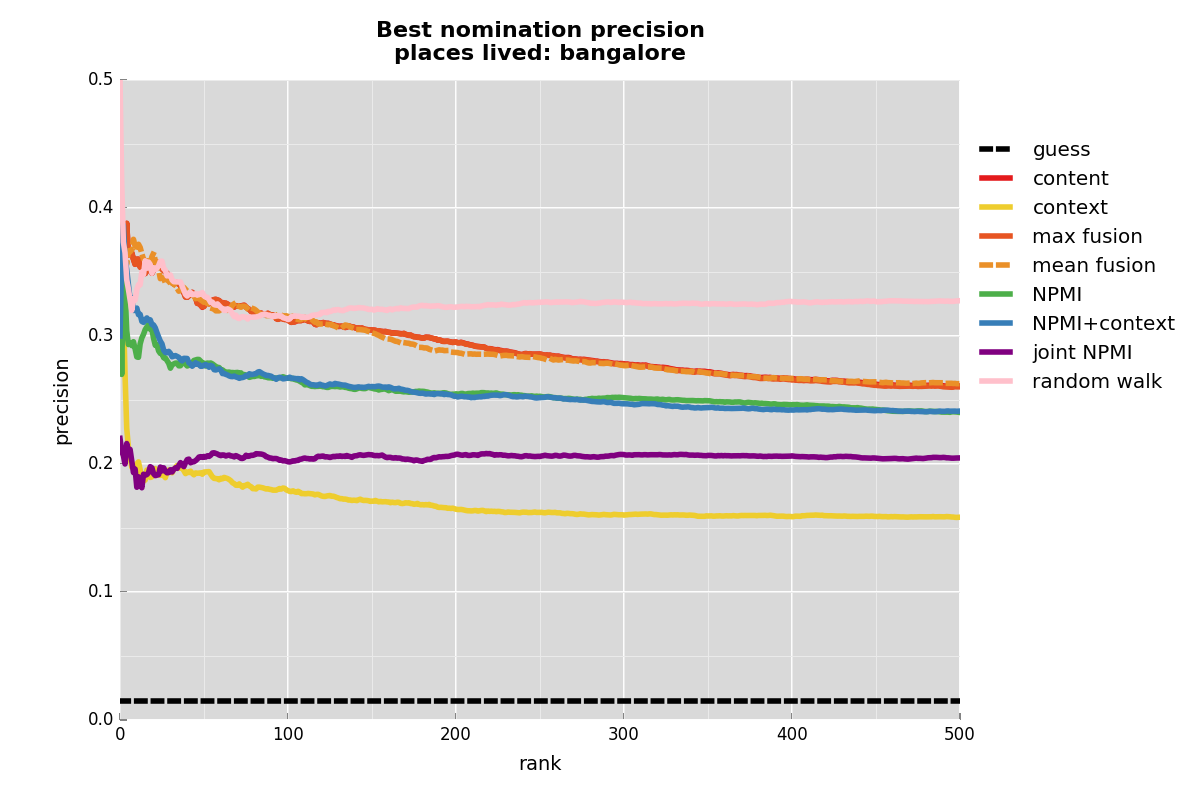 Best nomination precision
places lived: bangalore
precision
0.5
0.4
0.3
0.2
0.1
0.0
0
100
200
300
400
500
rank
guess
content
context
max fusion
mean fusion
NPMI
NPMI+context
joint NPMI
random walk